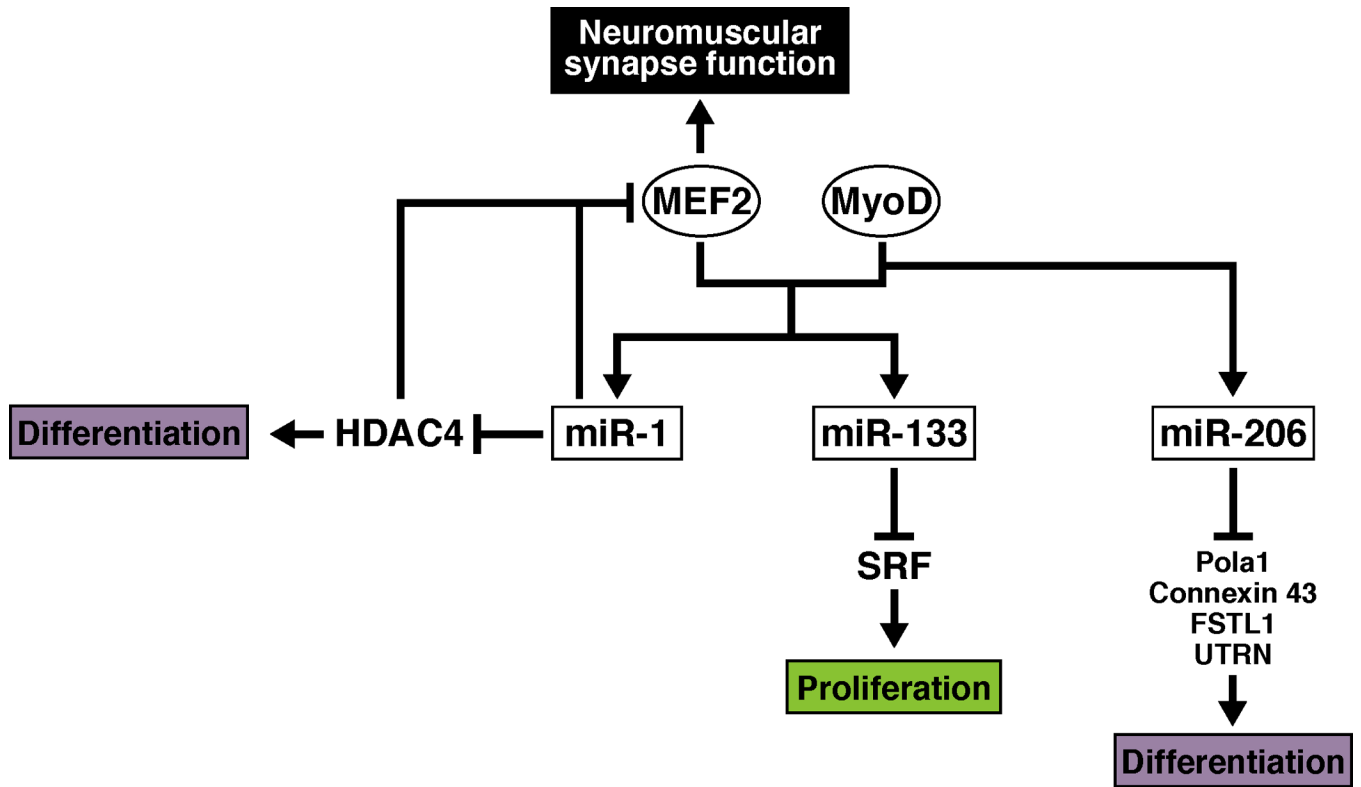 Neuromuscular
synapse function
MEF2
MyoD
Differentiation
HDAC4
miR-1
miR-133
miR-206
SRF
Pola1
Connexin 43
FSTL1
UTRN
Proliferation
Differentiation